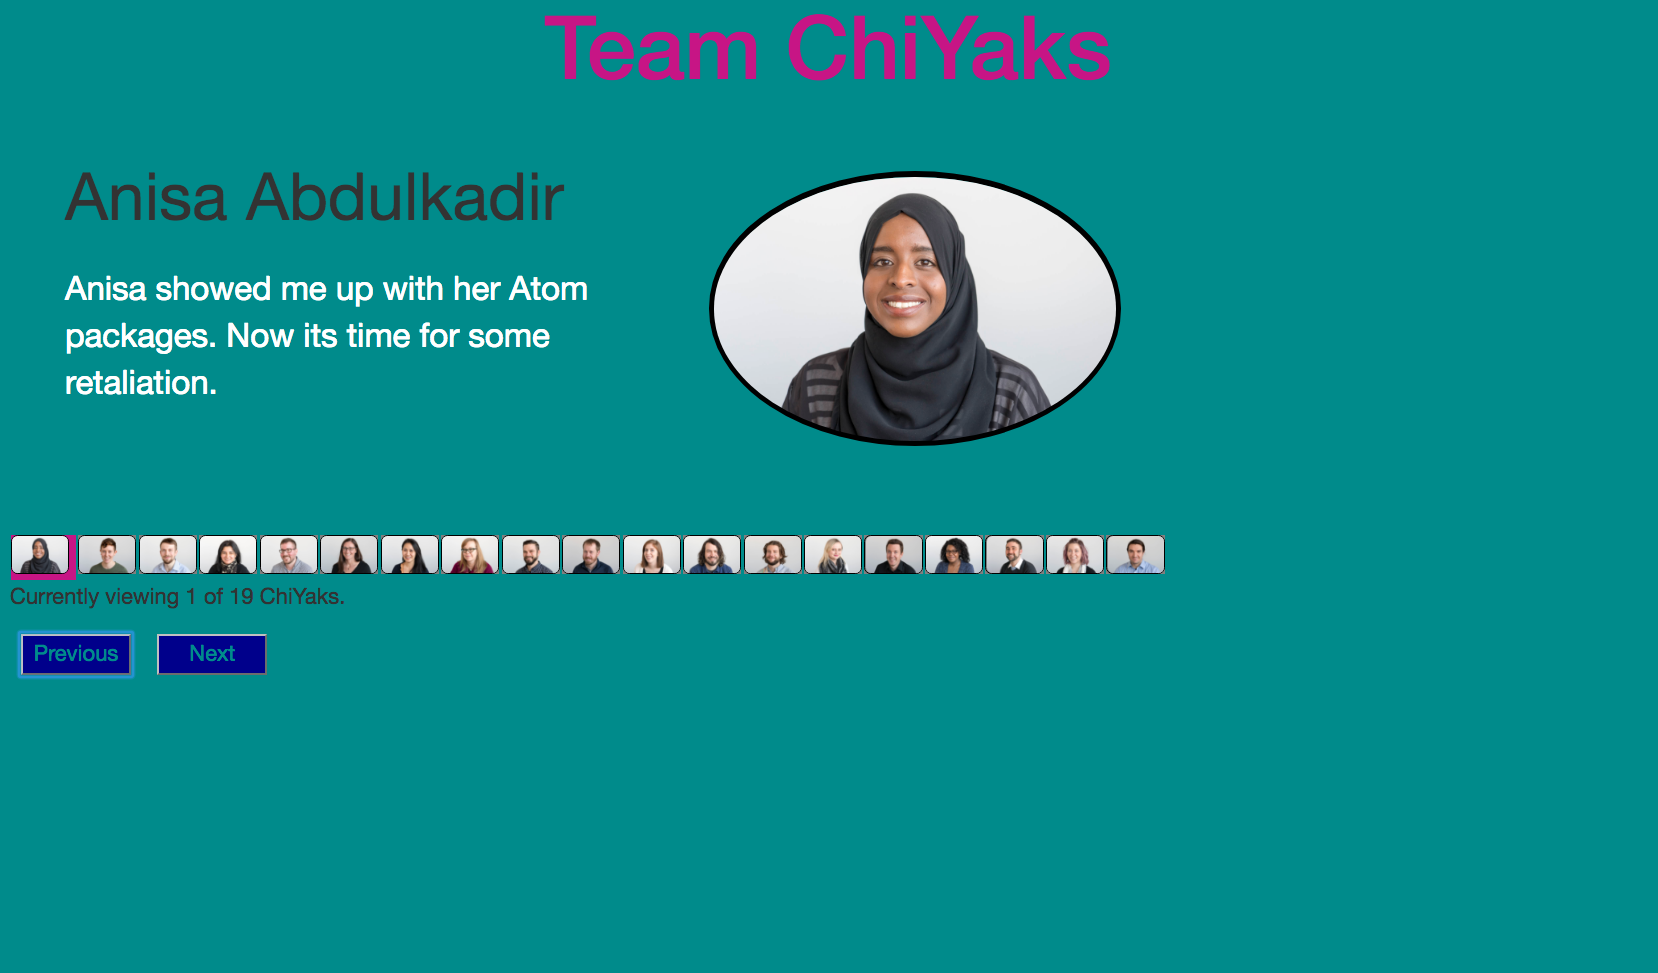 Team ChiYaks
Anisa Abdulkadir
Anisa showed me up with her Atom
packages. Now its time for some
retaliation.
Currently viewing 1 of 19 ChiYaks.
Previous
Next